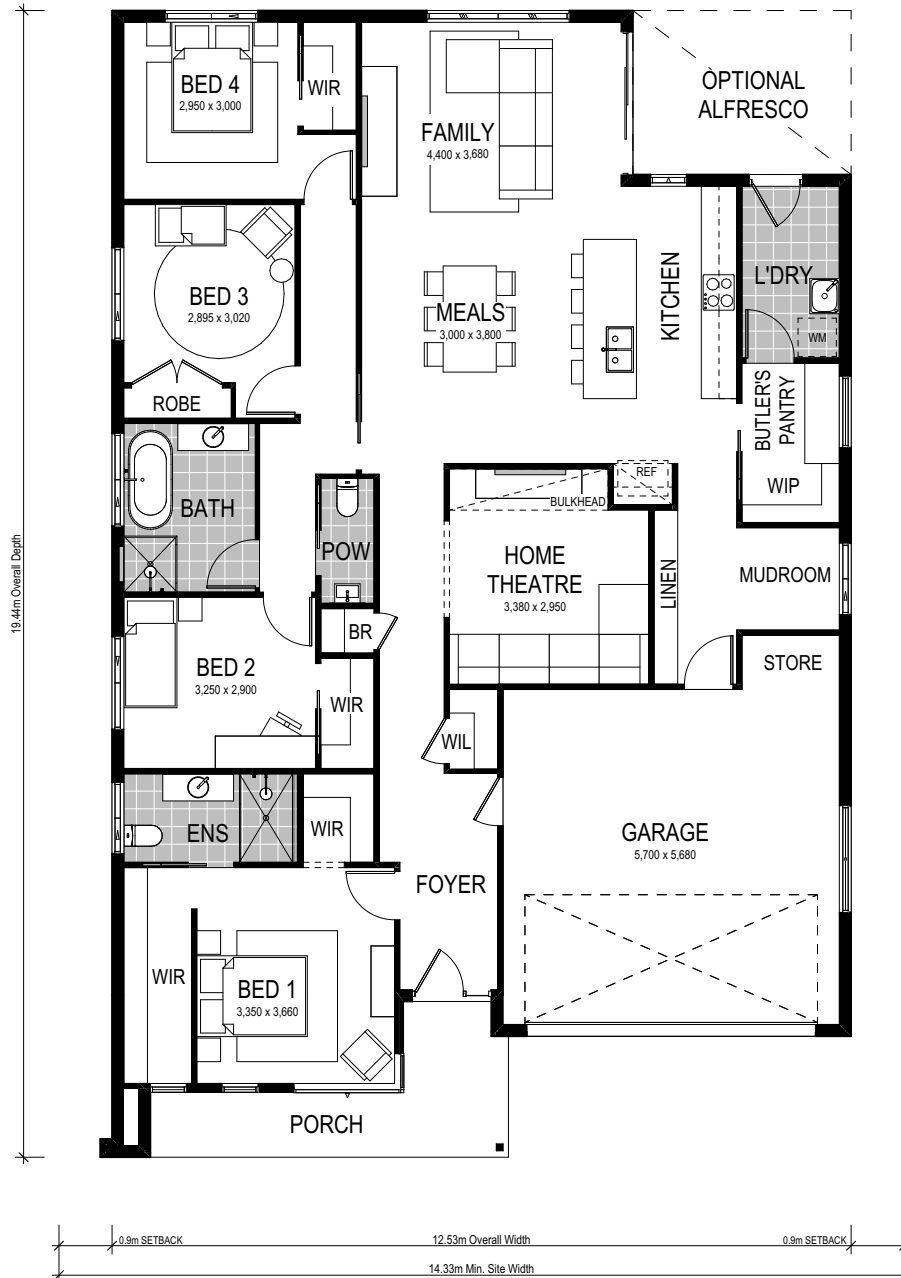 BED 4
2,950 x 3,000
WIR
FAMILY
4,400 x 3,680
OPTIONAL
ALFRESCO
BED 3
2,895 x 3,020
ROBE
MEALS
3,000 x 3,800
KITCHEN
L'DRY
WM
BUTLER'S
PANTRY
WIP
BATH
POW
BR
REF
BULKHEAD
HOME
THEATRE
3,380 x 2,950
LINEN
MUDROOM
STORE
BED 2
3,250 x 2,900
WIR
WIL
ENS
WIR
GARAGE
5,700 x 5,680
FOYER
WIR
BED 1
3,350 x 3,660
PORCH
19.44m Overall Depth
0.9m SETBACK
12.53m Overall Width
0.9m SETBACK
14.33m Min. Site Width